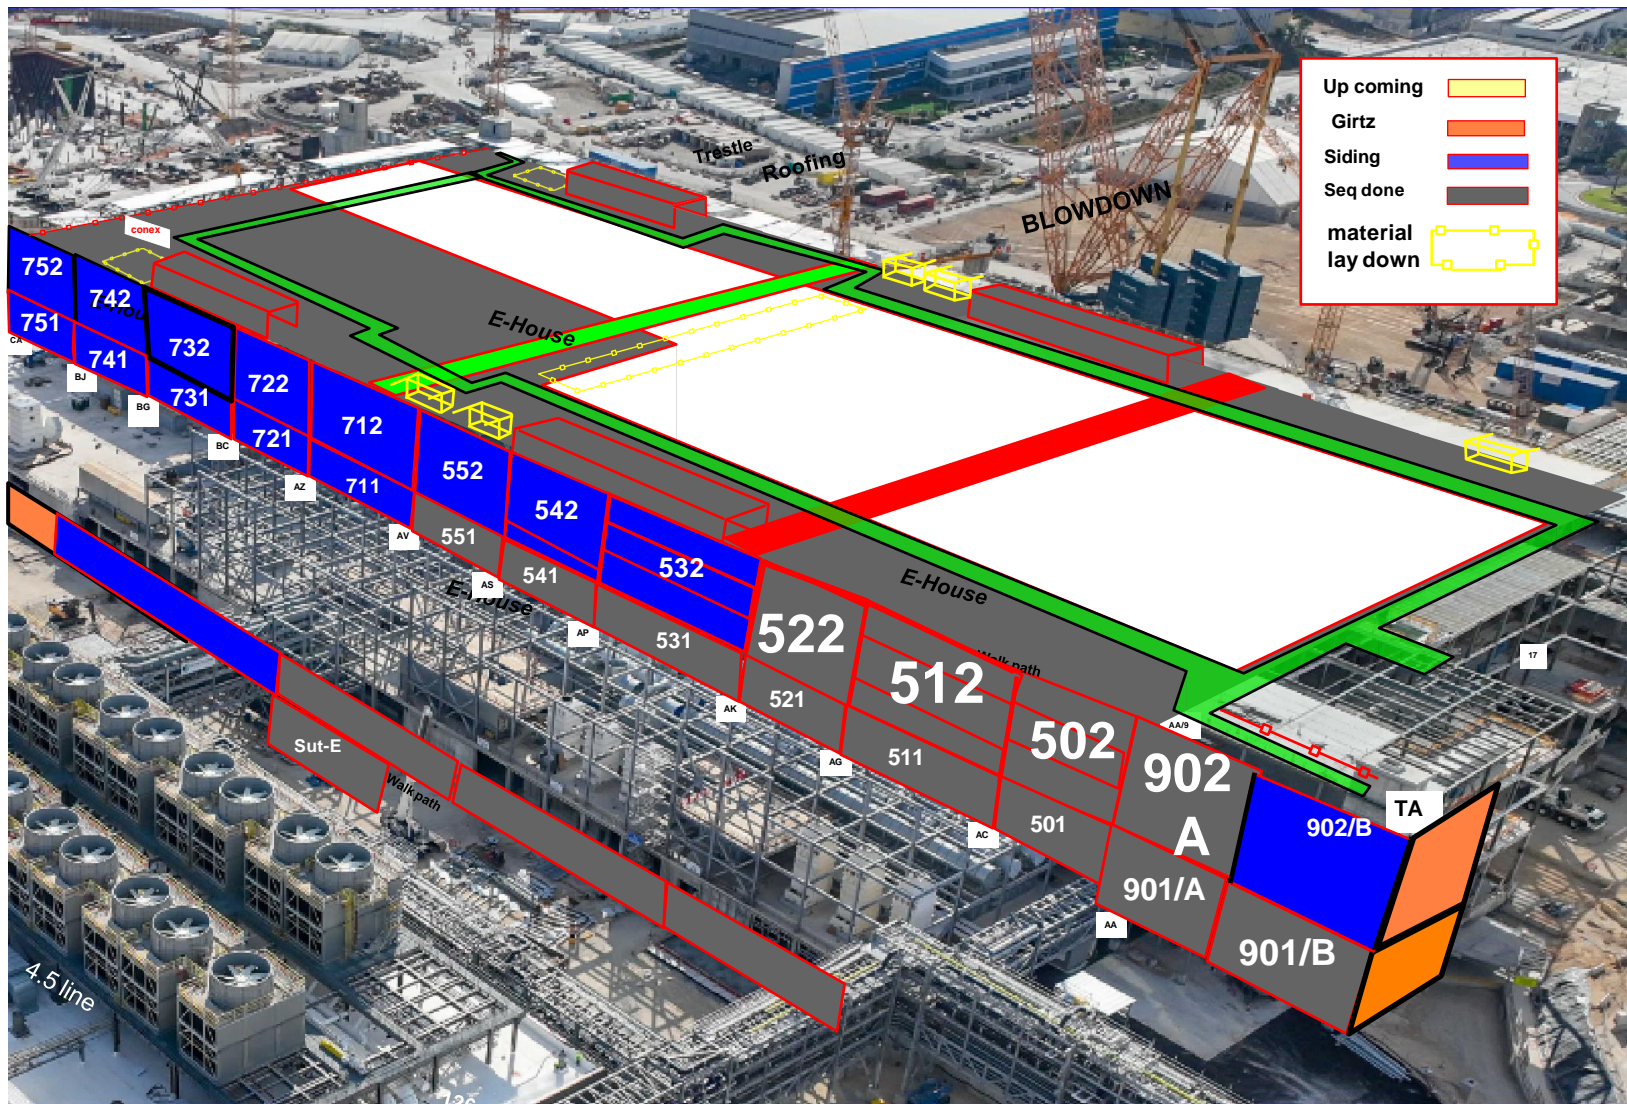 Up coming
Girtz
Siding
Seq done
material
lay down
Trestle
Roofing
BLOWDOWN
conex
752
742
E-House
732
751
741
731
722
721
712
711
E-House
552
551
542
541
532
531
E-House
E-House
522
521
512
511
Walk path
502
501
902
A
901/A
902/B
901/B
TA
AA/9
17
CA
BJ
BG
BC
AZ
AV
AS
AP
AK
AG
AC
AA
Sut-E
Walk path
4.5 line